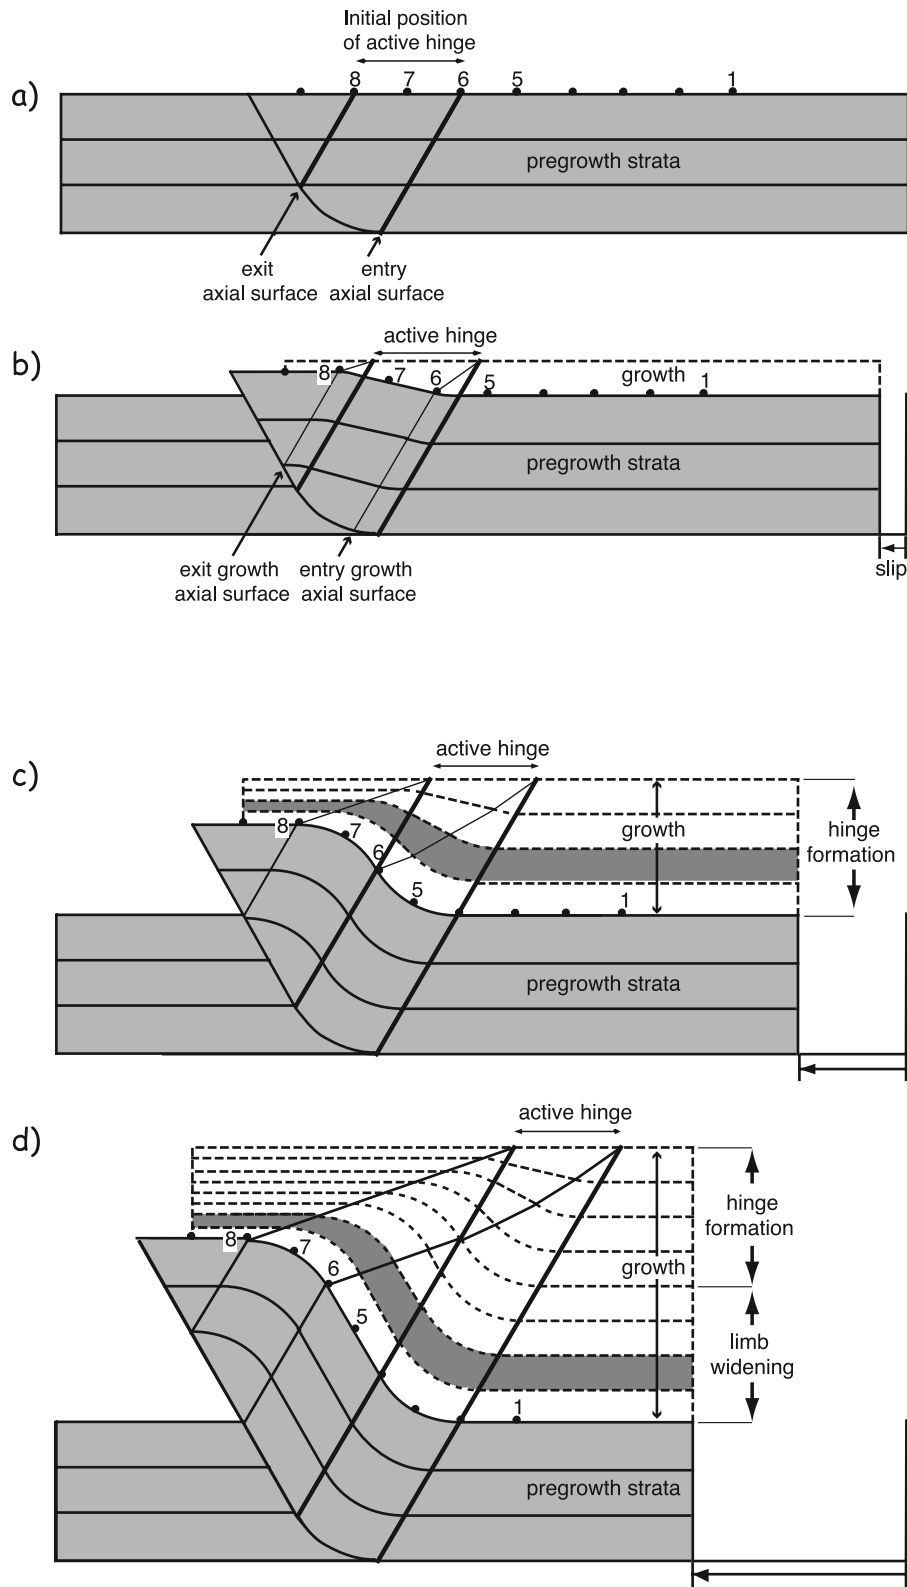 Initial position
of active hinge
a)
8 7 6 5 1
pregrowth strata
exit
axial surface
entry
axial surface
b)
active hinge
8 7 6 5 1
growth
pregrowth strata
exit growth
axial surface
entry growth
axial surface
slip
c)
active hinge
8 7 6 5 1
growth
hinge
formation
pregrowth strata
d)
active hinge
8 7 6 5 1
hinge
formation
growth
limb
widening
pregrowth strata